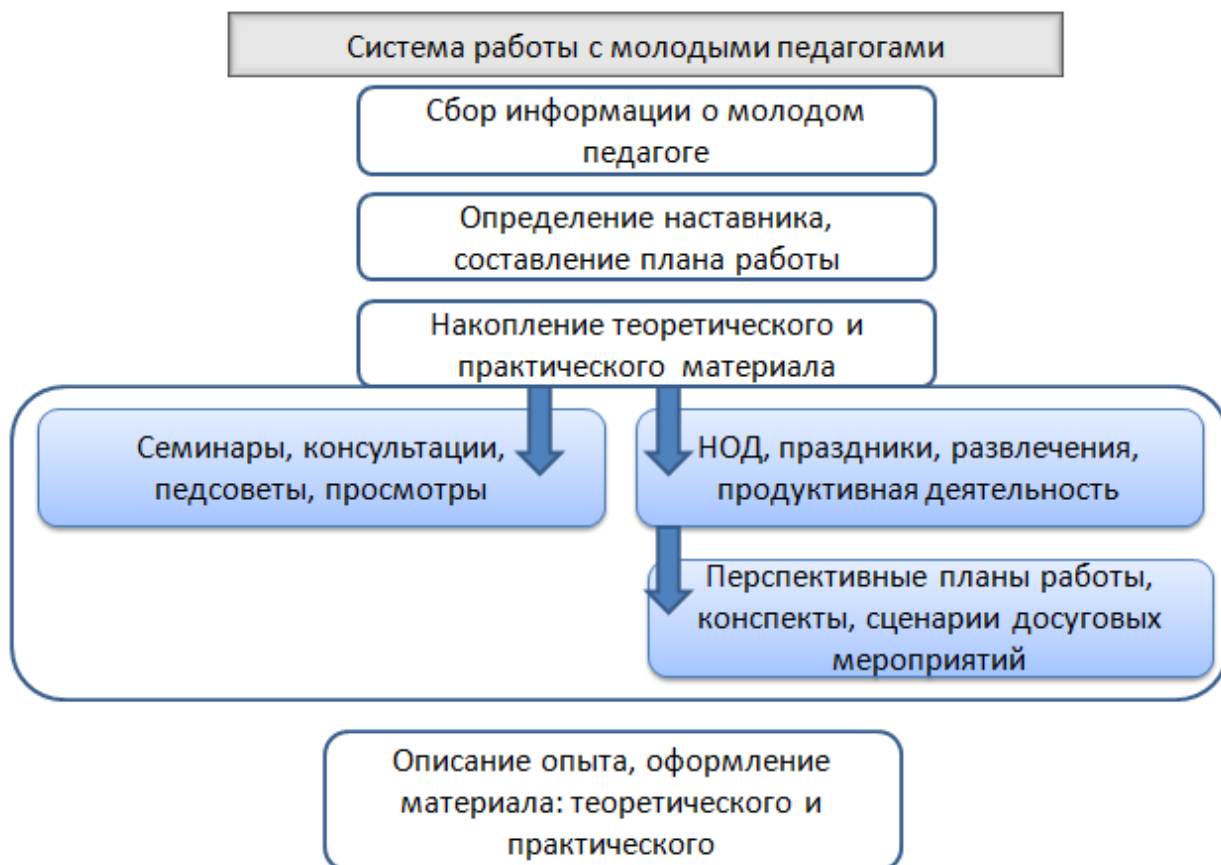 Система работы с молодыми педагогами
Сбор информации о молодом
педагоге
Определение наставника,
составление плана работы
Накопление теоретического и
практического материала
Семинары, консультации,
педсоветы, просмотры
НОД, праздники, развлечения,
продуктивная деятельность
Перспективные планы работы,
конспекты, сценарии досуговых
мероприятий
Описание опыта, оформление
материала: теоретического и
практического